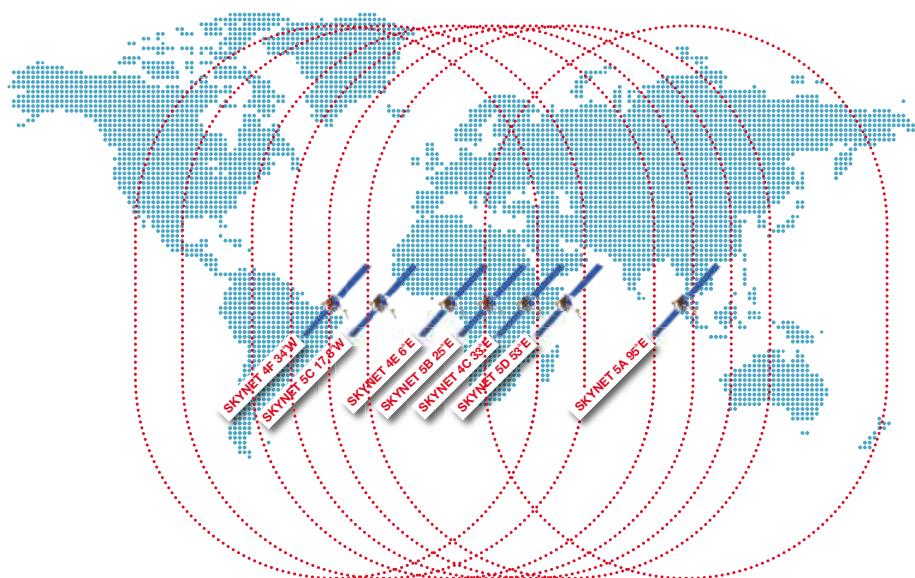 SKYNET 4F 34°W
SKYNET 5C 17,8°W
SKYNET 4E 6°E
SKYNET 5B 25°E
SKYNET 4C 33°E
SKYNET 5D 53°E
SKYNET 5A 95°E